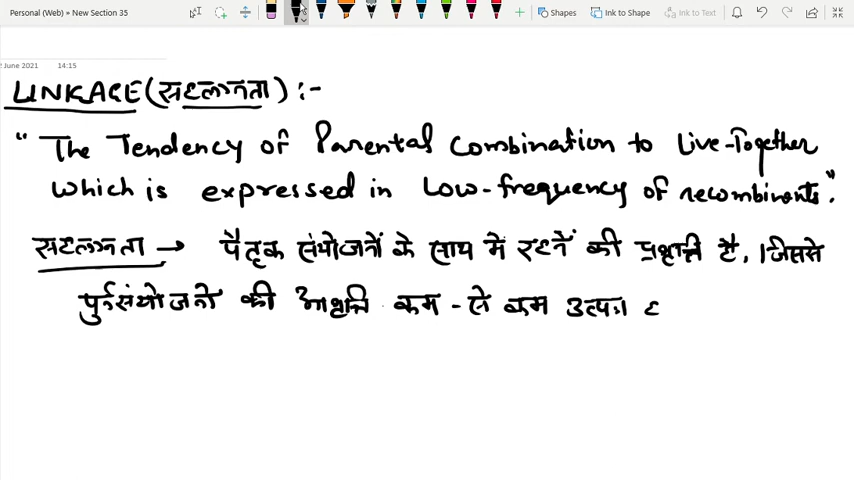 Personal (Web) » New Section 35
Shapes
Ink to Shape
Ink to Text
June 2021 14:15
LINKAGE (सहलग्नता) :-
" The Tendency of Parental Combination to Live-Together
which is expressed in Low-frequency of recombinants".
सहलग्नता → पैतृक संयोजनों के साथ में रहनें की प्रवृत्ति है, जिससे
पुर्नसंयोजनों की आवृत्ति कम - से कम उत्पन्न